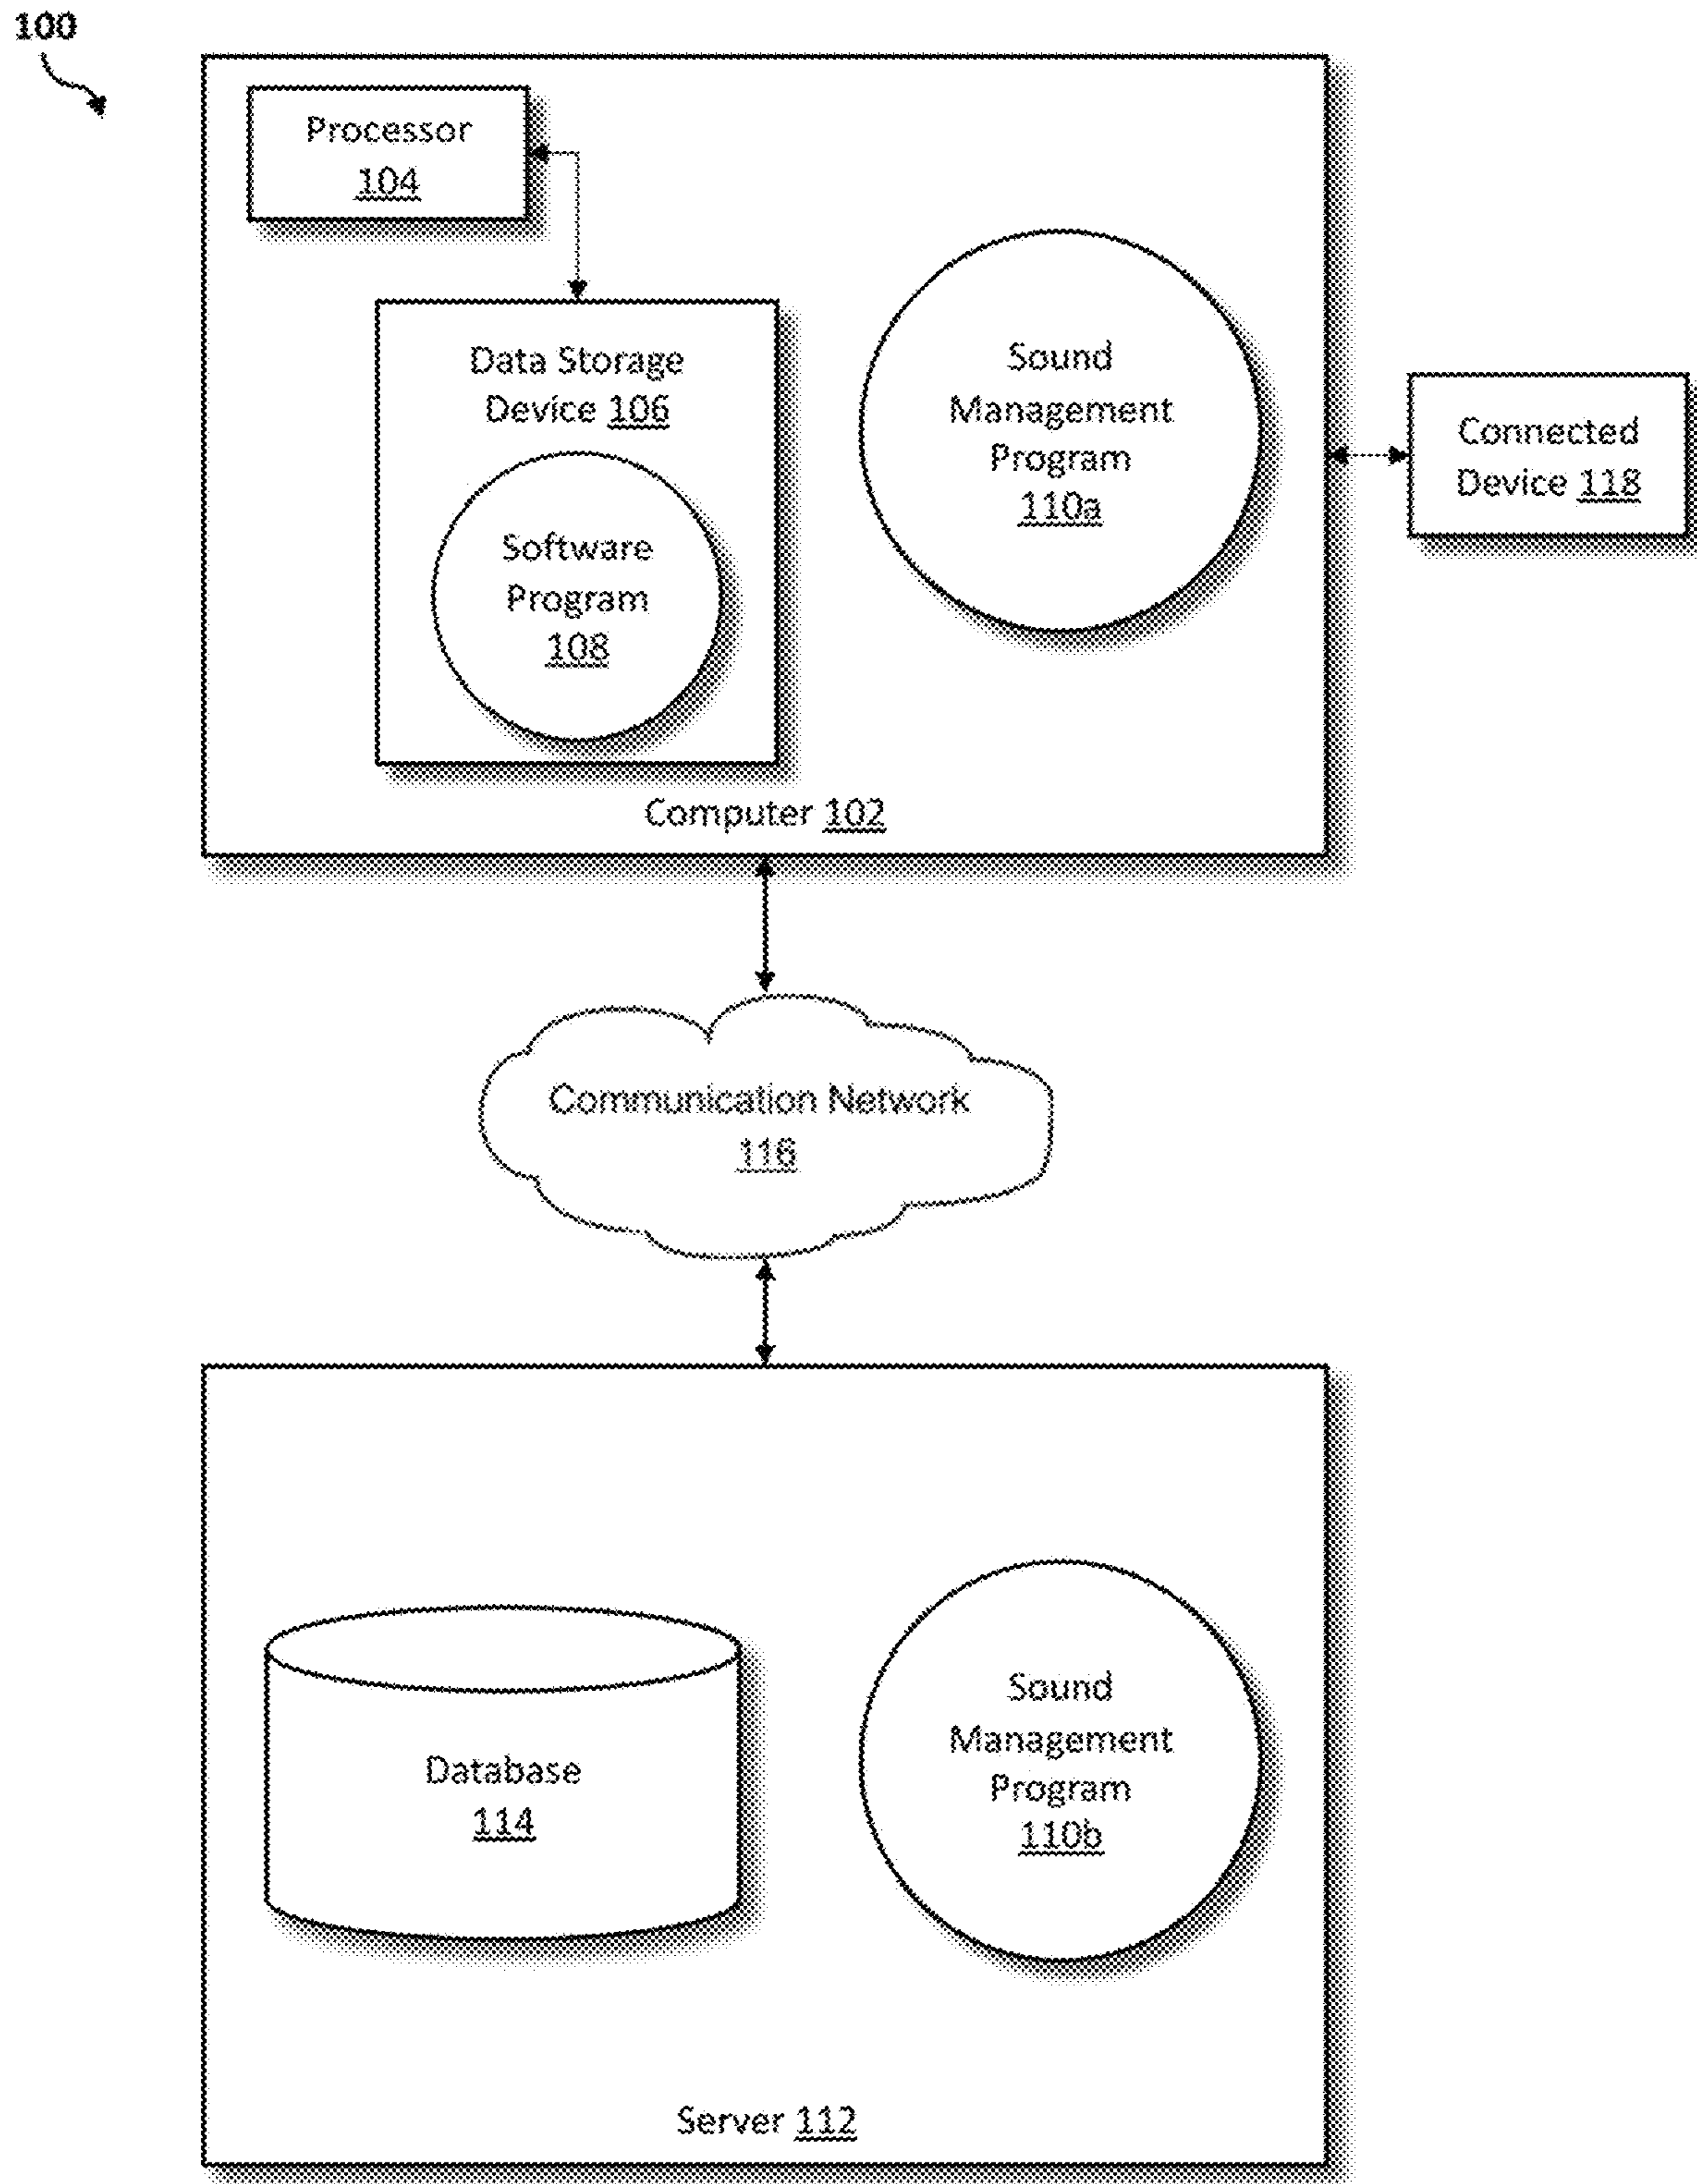 100
Processor
104
Data Storage
Device 106
Software
Program
108
Sound
Management
Program
110a
Connected
Device 118
Computer 102
Communication Network
116
Database
114
Sound
Management
Program
110b
Server 112